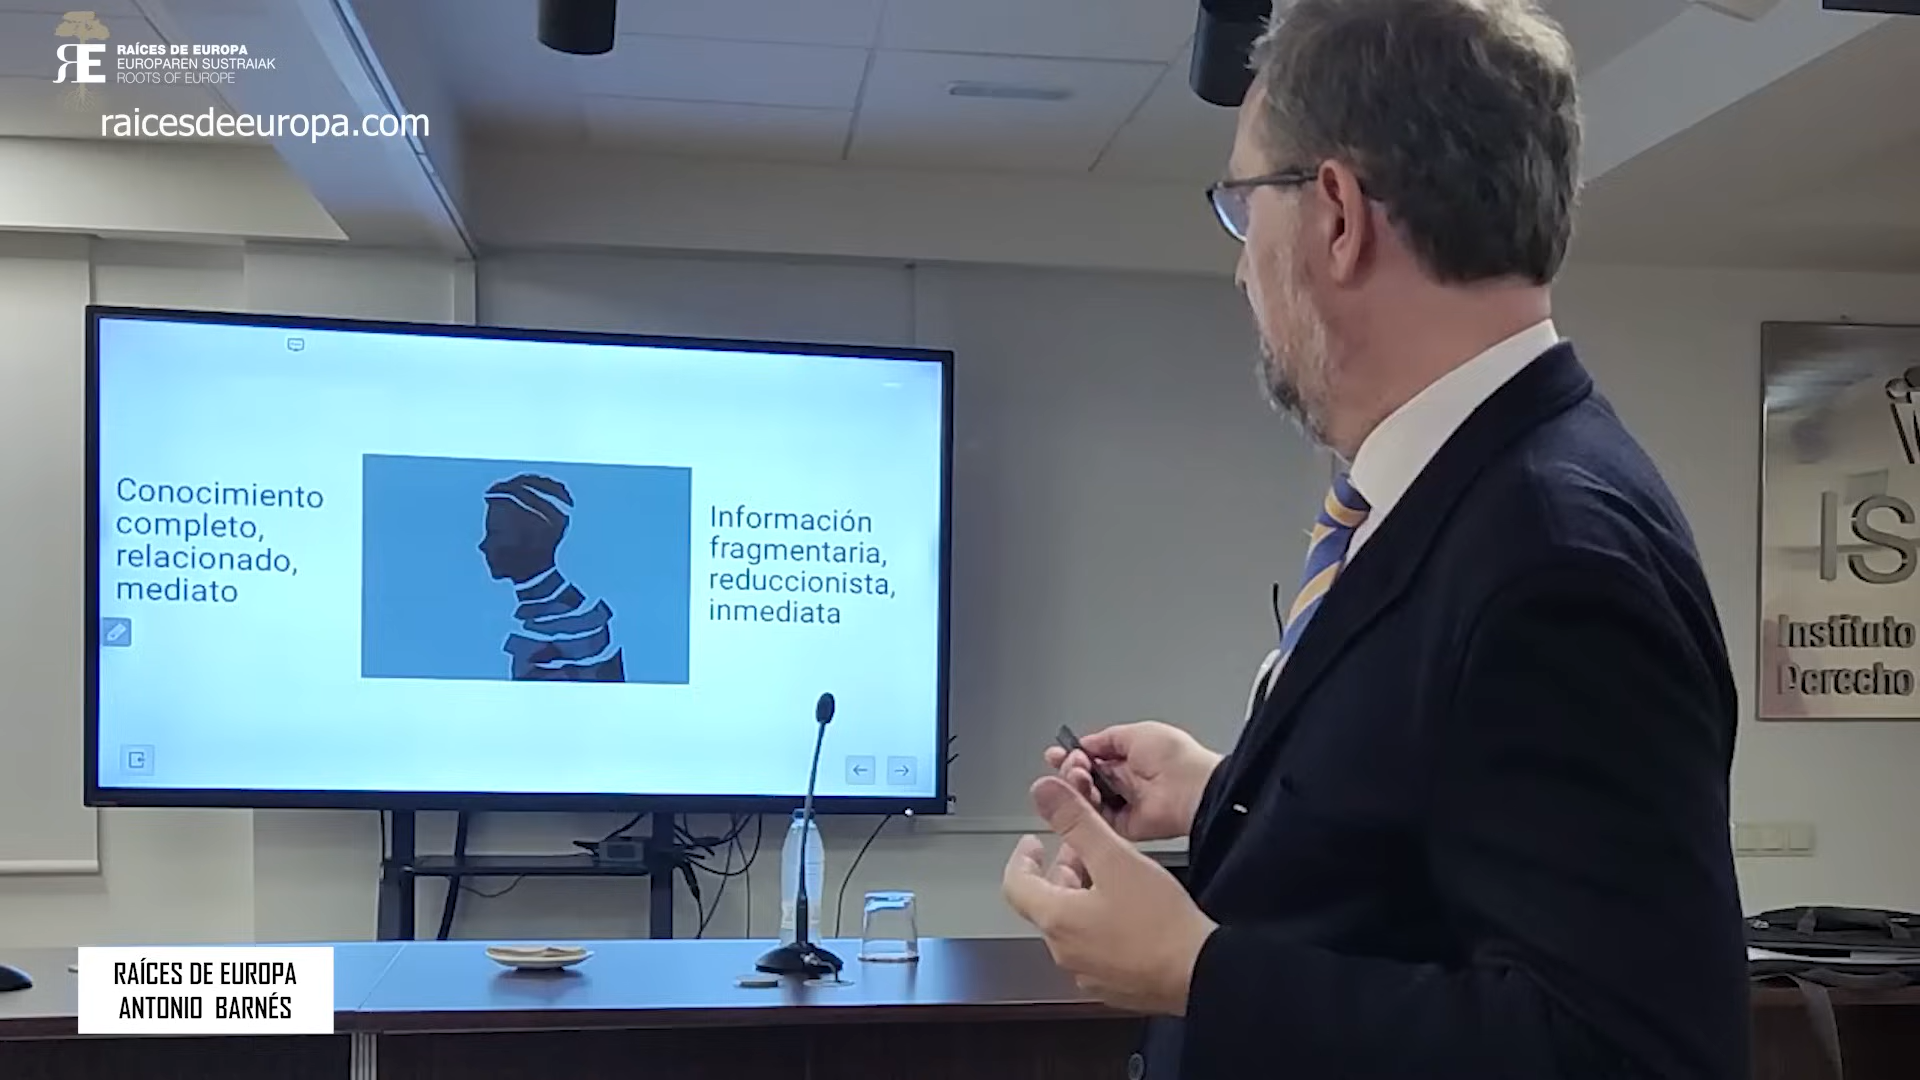 RAÍCES DE EUROPA
EUROPAREN SUSTRAIAK
ROOTS OF EUROPE
raicesdeeuropa.com
Conocimiento
completo,
relacionado,
mediato
Información
fragmentaria,
reduccionista,
inmediata
IS
Instituto
Derecho
RAÍCES DE EUROPA
ANTONIO BARNÉS